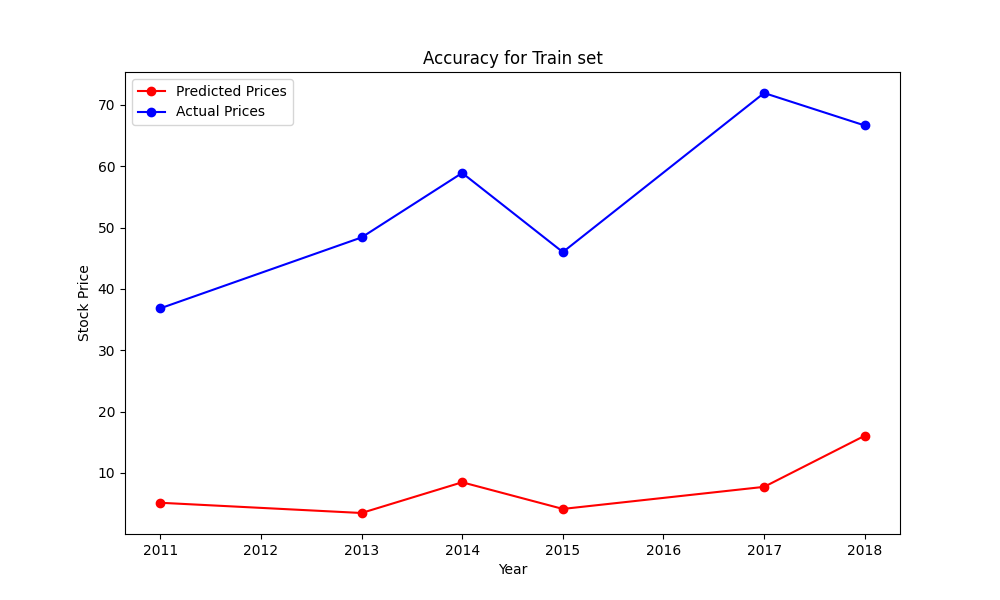 Accuracy for Train set
Predicted Prices
Actual Prices
Stock Price
70
60
50
40
30
20
10
2011 2012 2013 2014 2015 2016 2017 2018
Year